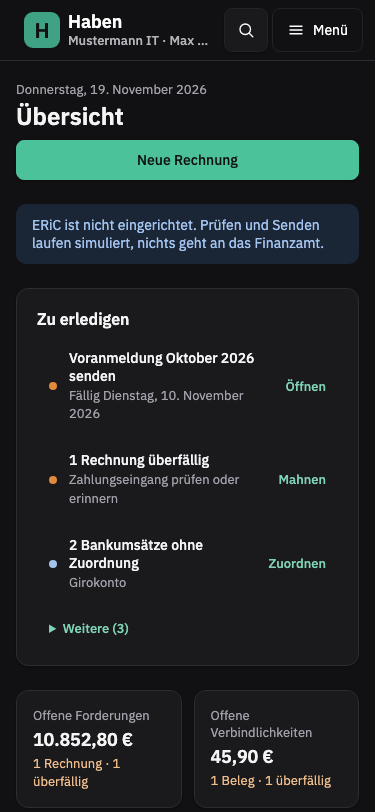 H
Haben
Mustermann IT · Max ...
Menü
Donnerstag, 19. November 2026
Übersicht
Neue Rechnung
ERiC ist nicht eingerichtet. Prüfen und Senden
laufen simuliert, nichts geht an das Finanzamt.
Zu erledigen
Voranmeldung Oktober 2026
senden
Fällig Dienstag, 10. November
2026
Öffnen
1 Rechnung überfällig
Zahlungseingang prüfen oder
erinnern
Mahnen
2 Bankumsätze ohne
Zuordnung
Girokonto
Zuordnen
Weitere (3)
Offene Forderungen
10.852,80 €
1 Rechnung · 1
überfällig
Offene
Verbindlichkeiten
45,90 €
1 Beleg · 1 überfällig